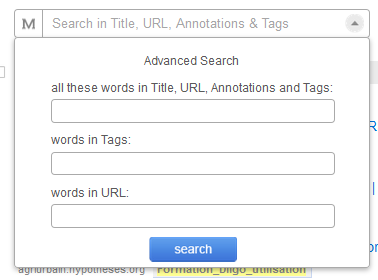 M Search in Title, URL, Annotations & Tags
Advanced Search
all these words in Title, URL, Annotations and Tags:
words in Tags:
words in URL:
search
agriurbain.hypotheses.org Formation_Diigo_utilisation